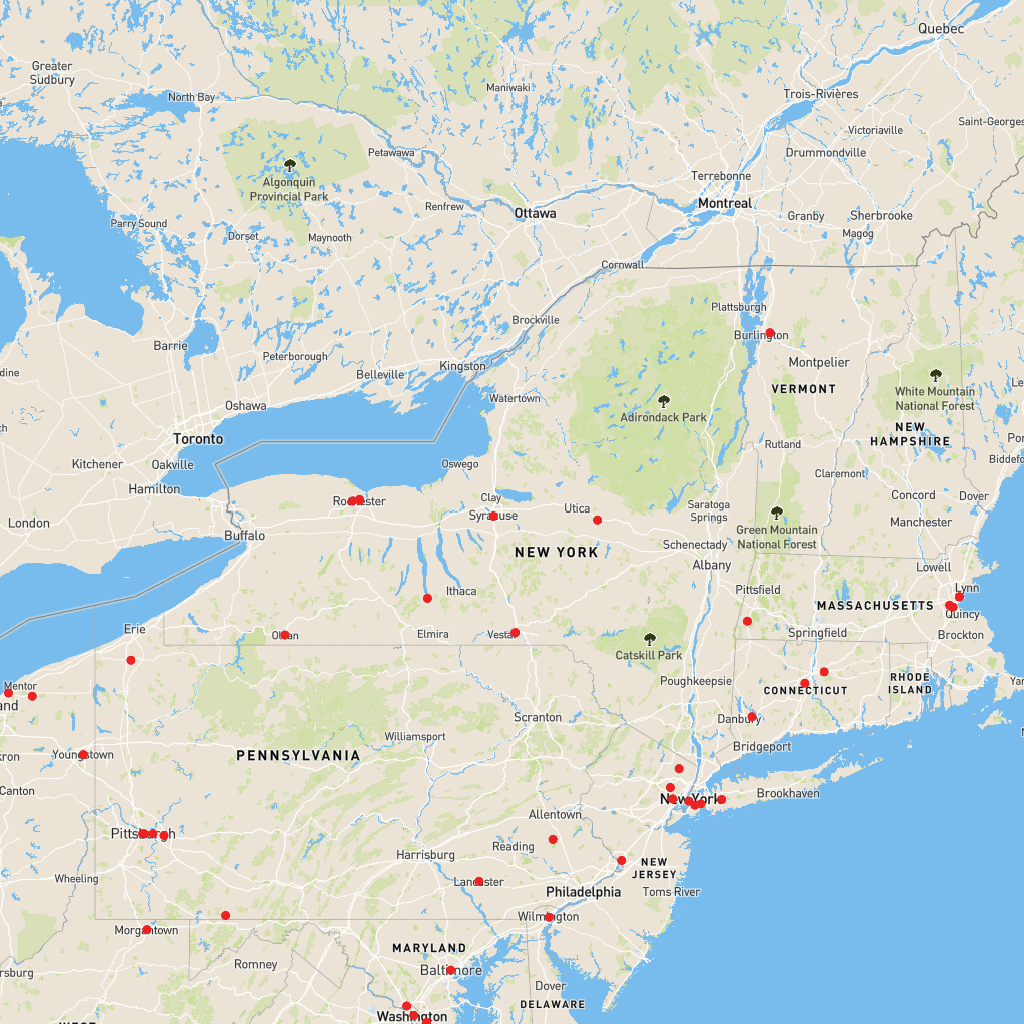 Quebec
Greater
Sudbury
North Bay
Maniwaki
Trois-Rivières
Saint-Georges
Victoriaville
Petawawa
Drummondville
Algonquin
Provincial Park
Terrebonne
Renfrew
Ottawa
Montreal
Granby
Sherbrooke
Parry Sound
Dorset
Maynooth
Magog
Cornwall
Plattsburgh
Brockville
Burlington
Barrie
Peterborough
Kingston
Montpelier
Belleville
VERMONT
White Mountain
National Forest
Watertown
Oshawa
Adirondack Park
NEW
HAMPSHIRE
Toronto
Rutland
Kitchener
Oakville
Oswego
Claremont
Hamilton
Rochester
Clay
Concord
Dover
Saratoga
Springs
Utica
Syracuse
London
Buffalo
Manchester
Green Mountain
National Forest
Schenectady
NEW YORK
Albany
Lowell
Lynn
Ithaca
Pittsfield
MASSACHUSETTS
Quincy
Erie
Olean
Elmira
Vestal
Springfield
Brockton
Catskill Park
Poughkeepsie
RHODE
ISLAND
Mentor
CONNECTICUT
Scranton
Danbury
Williamsport
Bridgeport
Youngstown
PENNSYLVANIA
Canton
New York
Brookhaven
Allentown
Pittsburgh
Reading
Harrisburg
NEW
JERSEY
Wheeling
Lancaster
Philadelphia
Toms River
Wilmington
Morgantown
MARYLAND
Romney
Baltimore
Dover
DELAWARE
Washington